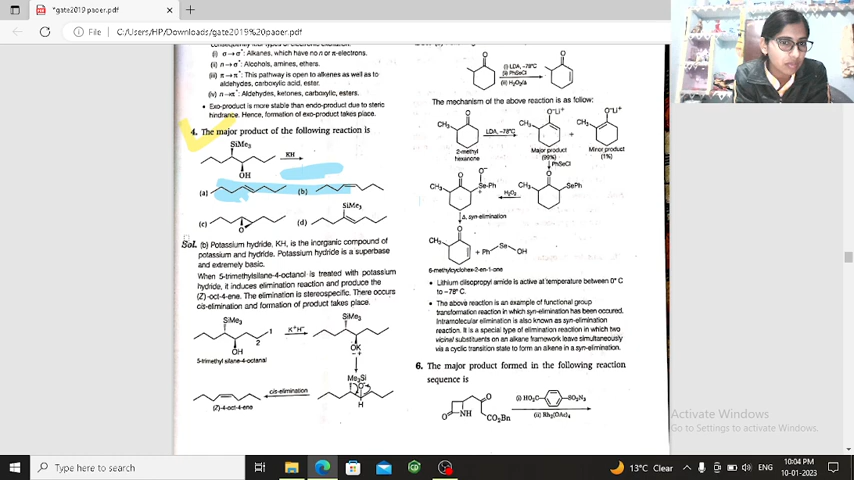 *gate2019 paper.pdf
File
C:/Users/HP/Downloads/gate2019%20paoer.pdf
(i) σ→σ*: Alkanes, which have no n or π-electrons.
(ii) n→σ*: Alcohols, amines, ethers.
(iii) π→π*: This pathway is open to alkenes as well as to
aldehydes, carboxylic acid, ester.
(iv) n→π*: Aldehydes, ketones, carboxylic, esters.
• Exo-product is more stable than endo-product due to steric
hindrance. Hence, formation of exo-product takes place.
4. The major product of the following reaction is
SiMe3
KH
OH
(a)
(b)
SiMe3
(c)
O
(d)
Sol. (b) Potassium hydride, KH, is the inorganic compound of
potassium and hydride. Potassium hydride is a superbase
and extremely basic.
When 5-trimethylsilane-4-octanol is treated with potassium
hydride, it induces elimination reaction and produce the
(Z)-oct-4-ene. The elimination is stereospecific. There occurs
cis-elimination and formation of product takes place.
SiMe3
1
2
OH
K+H−
SiMe3
OK
− +
5-trimethyl silane-4-octanol
Me3Si
O
H
cis-elimination
(Z)-4-oct-4-ene
O
(i) LDA, –78°C
(ii) PhSeCl
(iii) H2O2/a
O
The mechanism of the above reaction is as follow:
O
CH3
LDA, –78°C
O−Li+
CH3
+
O−Li+
CH3
2-methyl
hexanone
Major product
(99%)
Minor product
(1%)
PhSeCl
O
CH3
O−
Se-Ph
+
H2O2
O
CH3
SePh
Δ, syn-elimination
O
CH3
+ Ph
Se
OH
6-methylcyclohex-2-en-1-one
• Lithium diisopropyl amide is active at temperature between 0° C
to –78° C.
• The above reaction is an example of functional group
transformation reaction in which syn-elimination has been occured.
Intramolecular elimination is also known as syn-elimination
reaction. It is a special type of elimination reaction in which two
vicinal substituents on an alkane framework leave simultaneously
via a cyclic transition state to form an alkene in a syn-elimination.
6. The major product formed in the following reaction
sequence is
O
NH
O
CO2Bn
(i) HO2C
SO2N3
(ii) Rh2(OAc)4
Activate Windows
Go to Settings to activate Windows.
Type here to search
13°C Clear
ENG
10:04 PM
10-01-2023